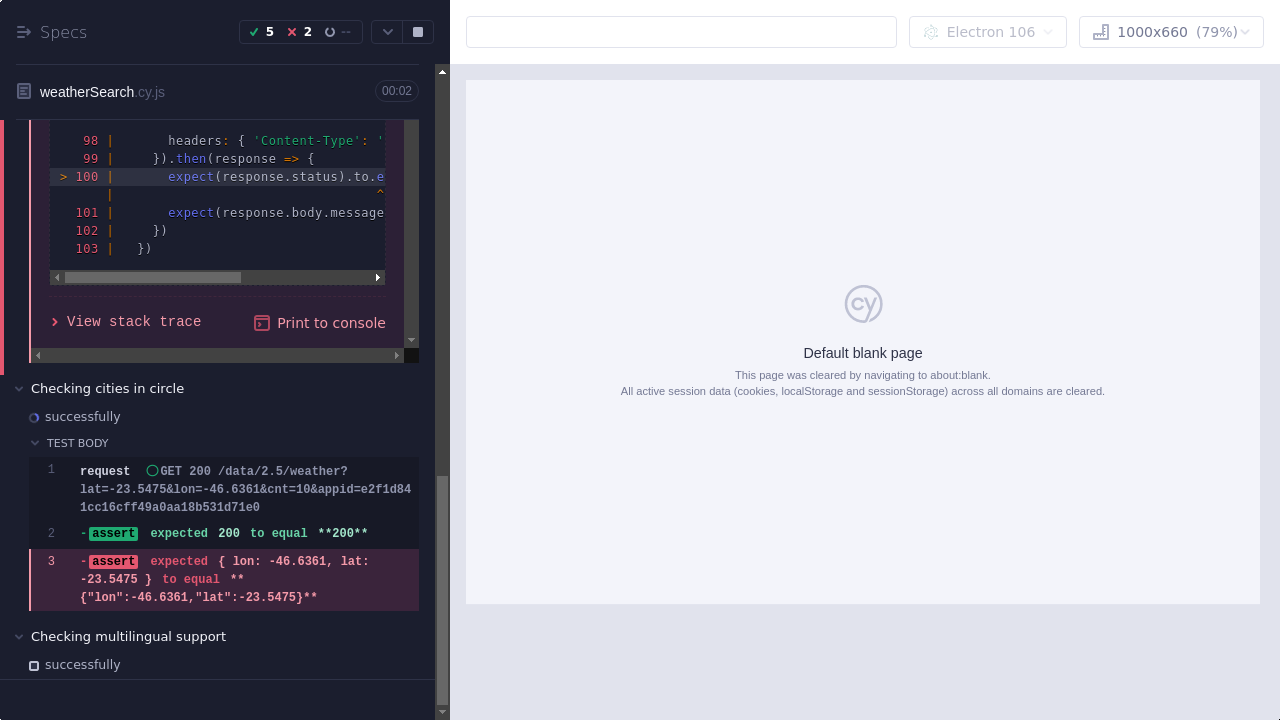 Specs
5
2
--
Electron 106
1000x660 (79%)
weatherSearch.cy.js
00:02
98 | headers: { 'Content-Type': '
99 | }).then(response => {
> 100 | expect(response.status).to.e
| ^
101 | expect(response.body.message
102 | })
103 | })
View stack trace
Print to console
Checking cities in circle
successfully
TEST BODY
1 request GET 200 /data/2.5/weather?
lat=-23.5475&lon=-46.6361&cnt=10&appid=e2f1d84
1cc16cff49a0aa18b531d71e0
2 -assert expected 200 to equal **200**
3 -assert expected { lon: -46.6361, lat:
-23.5475 } to equal **
{"lon":-46.6361,"lat":-23.5475}**
Checking multilingual support
successfully
cy
Default blank page
This page was cleared by navigating to about:blank.
All active session data (cookies, localStorage and sessionStorage) across all domains are cleared.